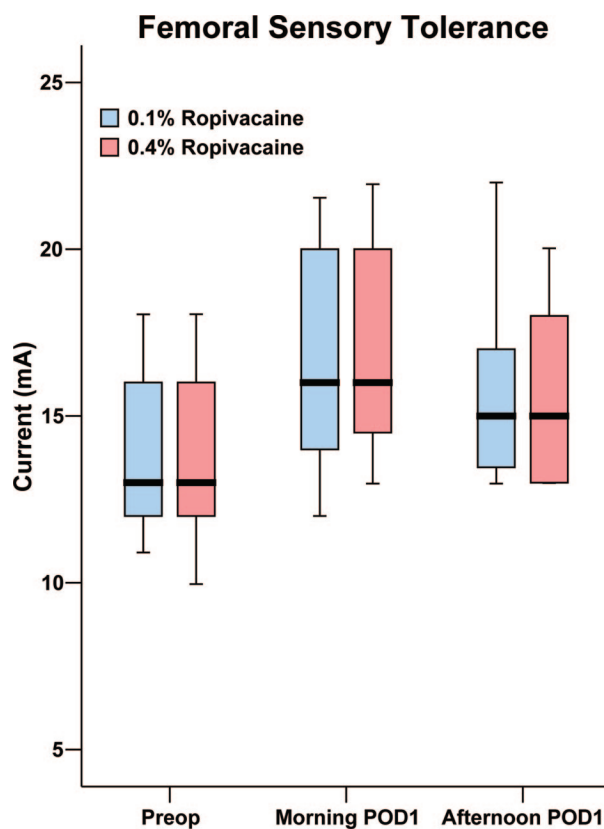 Femoral Sensory Tolerance
25
0.1% Ropivacaine
0.4% Ropivacaine
20
Current (mA)
15
10
5
Preop Morning POD1 Afternoon POD1